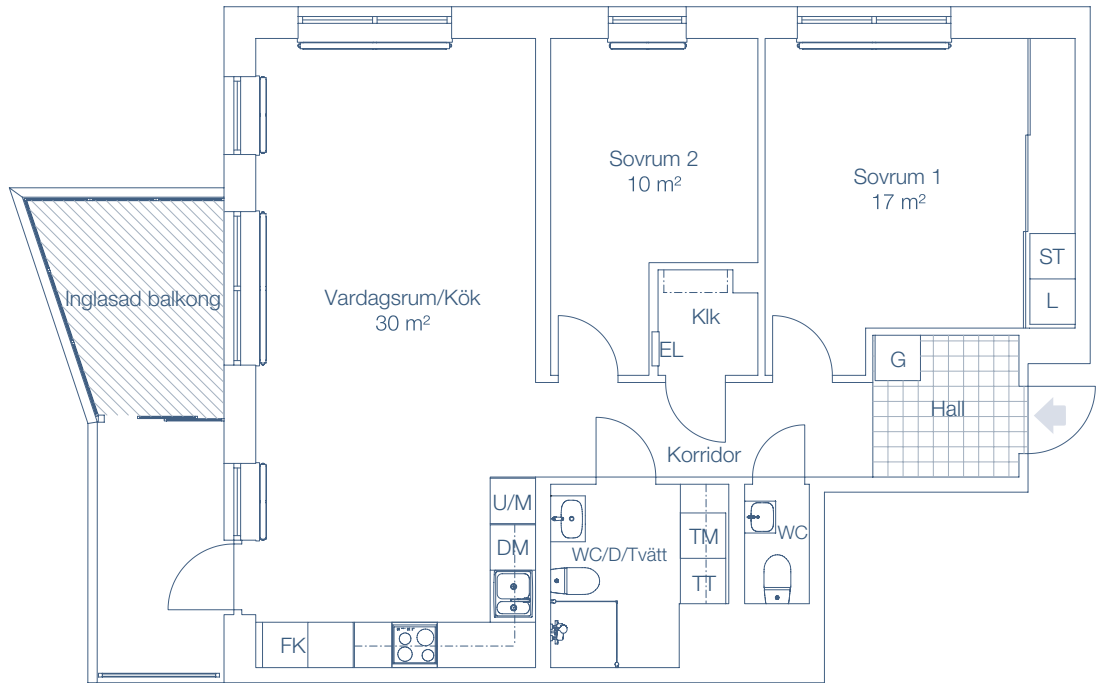 Sovrum 2
10 m²
Sovrum 1
17 m²
ST
L
Inglasad balkong
Vardagsrum/Kök
30 m²
Klk
EL
G
Hall
Korridor
U/M
DM
WC/D/Tvätt
TM
TT
WC
FK